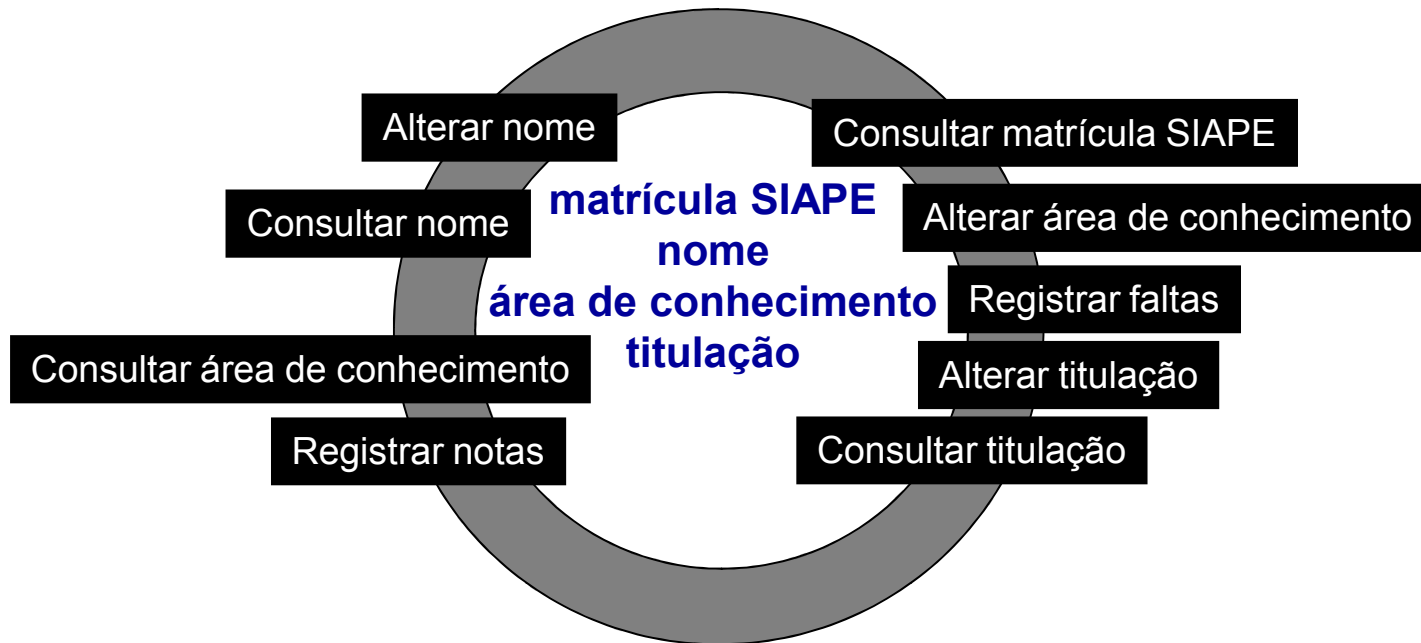 Alterar nome
Consultar matrícula SIAPE
matrícula SIAPE
Consultar nome
Alterar área de conhecimento
nome
Registrar faltas
área de conhecimento
Consultar área de conhecimento
titulação
Alterar titulação
Registrar notas
Consultar titulação